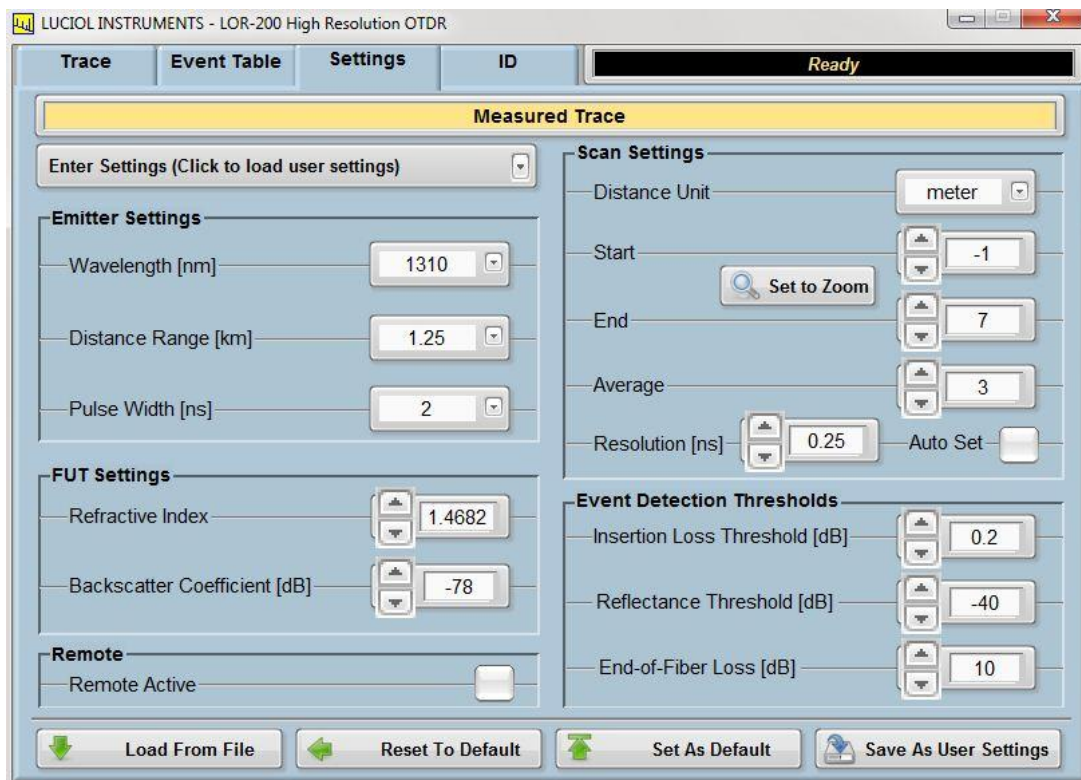 LUCIOL INSTRUMENTS - LOR-200 High Resolution OTDR
Trace Event Table Settings ID Ready
Measured Trace
Enter Settings (Click to load user settings)
Emitter Settings
Wavelength [nm] 1310
Distance Range [km] 1.25
Pulse Width [ns] 2
FUT Settings
Refractive Index 1.4682
Backscatter Coefficient [dB] -78
Remote
Remote Active
Scan Settings
Distance Unit meter
Start -1
Set to Zoom
End 7
Average 3
Resolution [ns] 0.25 Auto Set
Event Detection Thresholds
Insertion Loss Threshold [dB] 0.2
Reflectance Threshold [dB] -40
End-of-Fiber Loss [dB] 10
Load From File Reset To Default Set As Default Save As User Settings